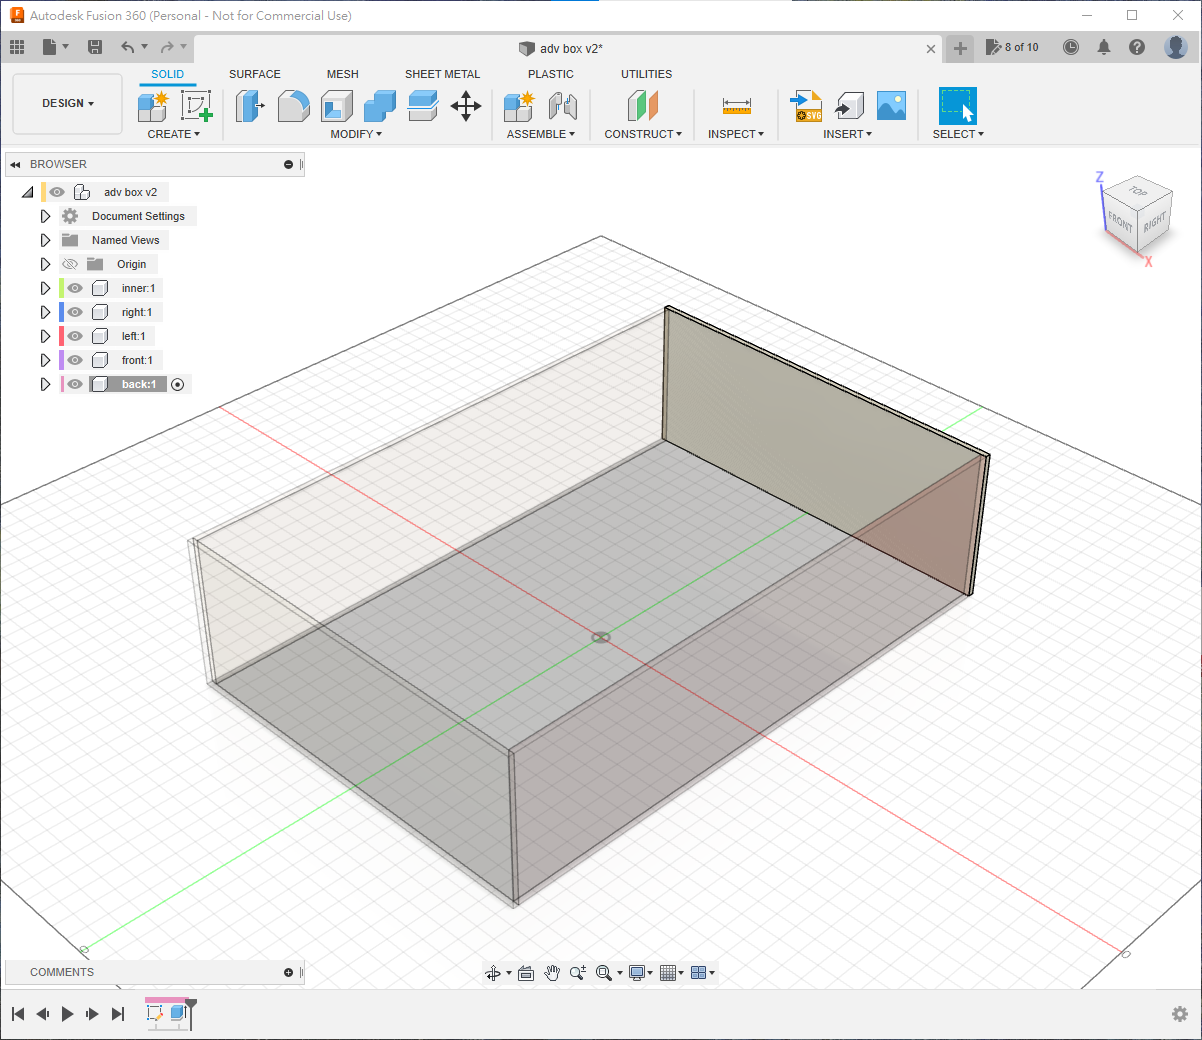 Autodesk Fusion 360 (Personal - Not for Commercial Use)
adv box v2*
8 of 10
DESIGN
SOLID SURFACE MESH SHEET METAL PLASTIC UTILITIES
SVG
CREATE MODIFY ASSEMBLE CONSTRUCT INSPECT INSERT SELECT
BROWSER
adv box v2
Document Settings
Named Views
Origin
inner:1
right:1
left:1
front:1
back:1
Z
TOP
FRONT
RIGHT
X
COMMENTS